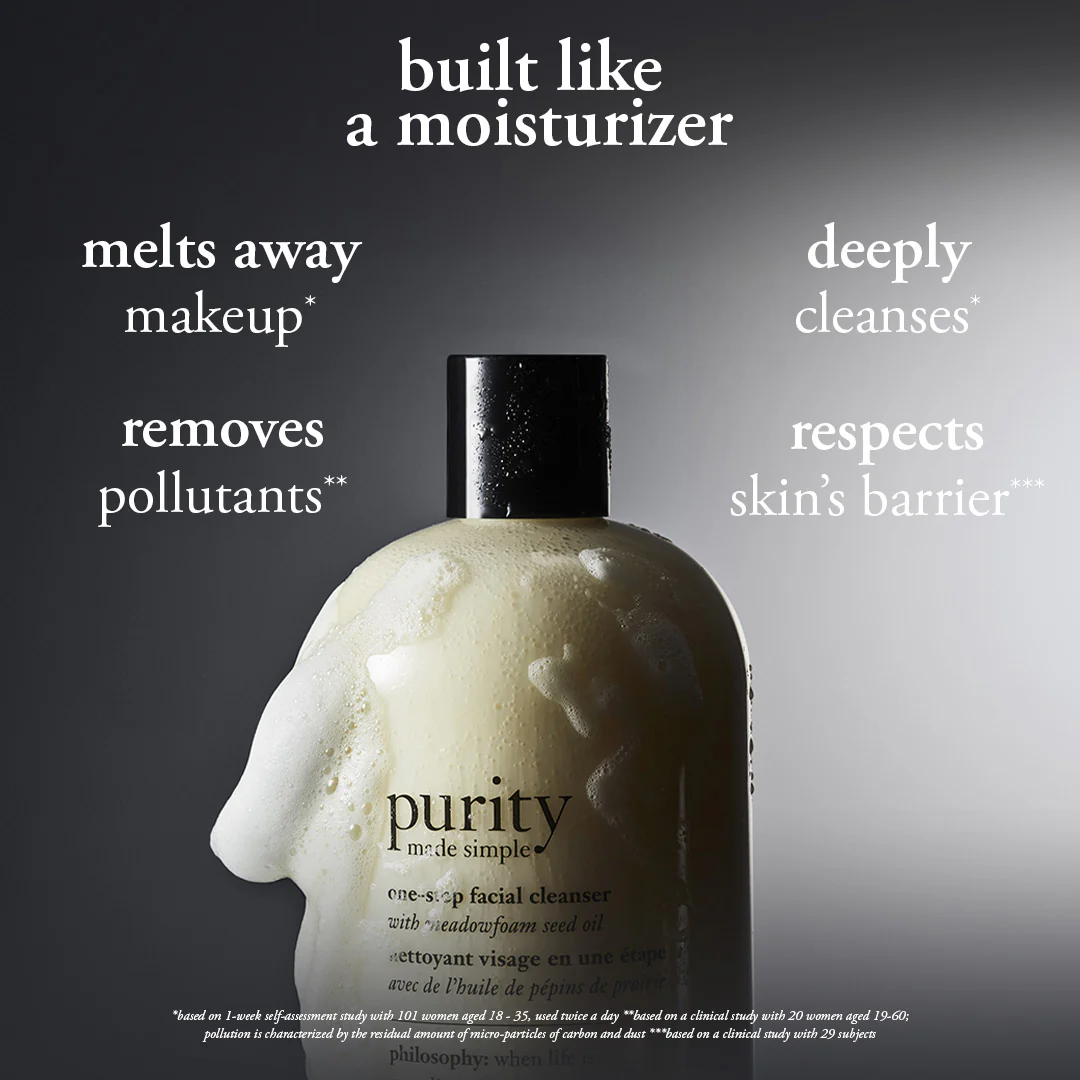 built like
a moisturizer
melts away
makeup*
deeply
cleanses*
removes
pollutants**
respects
skin's barrier***
purity
made simple
one-step facial cleanser
with meadowfoam seed oil
nettoyant visage en une étape
avec de l'huile de pépins de prairie
*based on 1-week self-assessment study with 101 women aged 18 - 35, used twice a day **based on a clinical study with 20 women aged 19-60;
pollution is characterized by the residual amount of micro-particles of carbon and dust ***based on a clinical study with 29 subjects
philosophy: when life